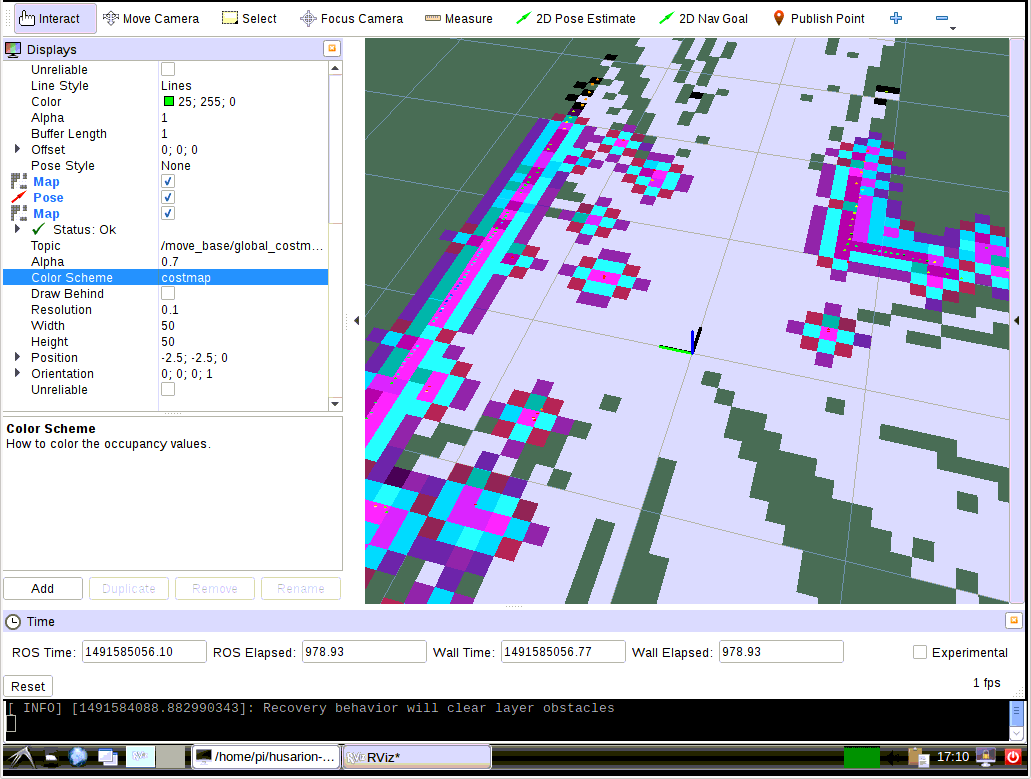 Interact Move Camera Select Focus Camera Measure 2D Pose Estimate 2D Nav Goal Publish Point
Displays
Unreliable
Line Style Lines
Color 25; 255; 0
Alpha 1
Buffer Length 1
Offset 0; 0; 0
Pose Style None
Map
Pose
Map
Status: Ok
Topic /move_base/global_costm...
Alpha 0.7
Color Scheme costmap
Draw Behind
Resolution 0.1
Width 50
Height 50
Position -2.5; -2.5; 0
Orientation 0; 0; 0; 1
Unreliable
Color Scheme
How to color the occupancy values.
Add Duplicate Remove Rename
Time
ROS Time: 1491585056.10 ROS Elapsed: 978.93 Wall Time: 1491585056.77 Wall Elapsed: 978.93 Experimental
Reset 1 fps
[ INFO] [1491584088.882990343]: Recovery behavior will clear layer obstacles
/home/pi/husarion-... RViz* 17:10